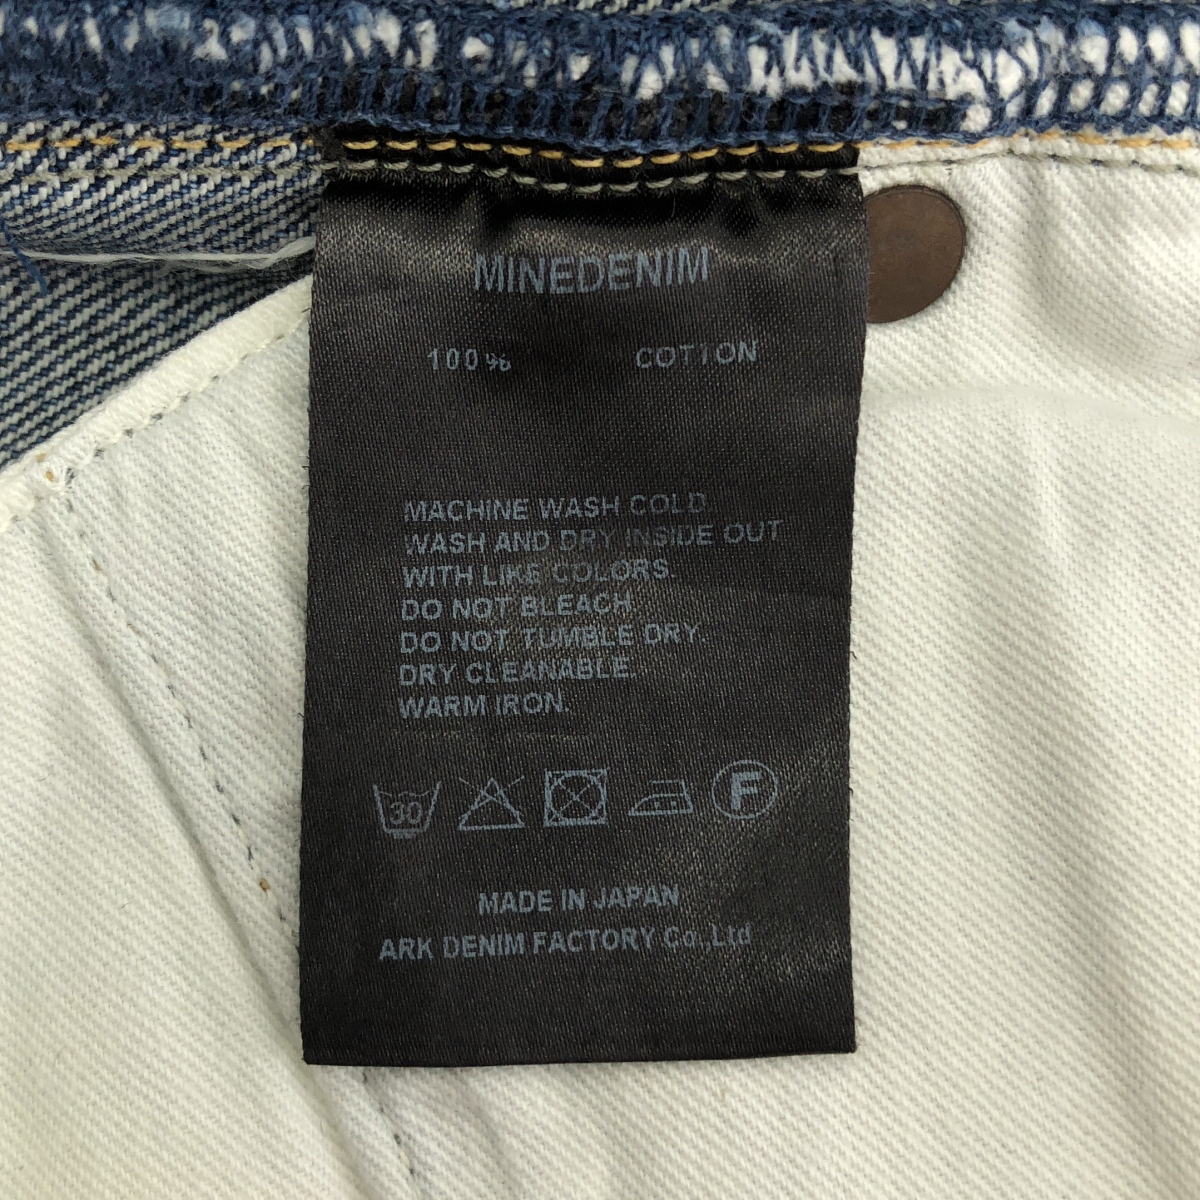 MINEDENIM
100% COTTON
MACHINE WASH COLD
WASH AND DRY INSIDE OUT
WITH LIKE COLORS.
DO NOT BLEACH.
DO NOT TUMBLE DRY.
DRY CLEANABLE.
WARM IRON.
30 F
MADE IN JAPAN
ARK DENIM FACTORY Co.,Ltd